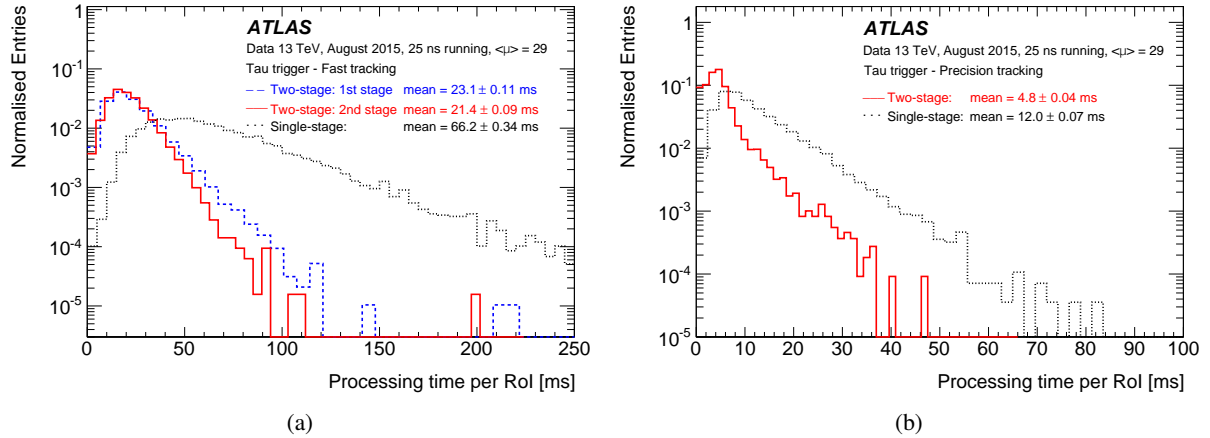 ATLAS
Data 13 TeV, August 2015, 25 ns running, <μ> = 29
Tau trigger - Fast tracking
Two-stage: 1st stage mean = 23.1 ± 0.11 ms
Two-stage: 2nd stage mean = 21.4 ± 0.09 ms
Single-stage: mean = 66.2 ± 0.34 ms
Normalised Entries
1
10⁻¹
10⁻²
10⁻³
10⁻⁴
10⁻⁵
0 50 100 150 200 250
Processing time per RoI [ms]
(a)
ATLAS
Data 13 TeV, August 2015, 25 ns running, <μ> = 29
Tau trigger - Precision tracking
Two-stage: mean = 4.8 ± 0.04 ms
Single-stage: mean = 12.0 ± 0.07 ms
Normalised Entries
1
10⁻¹
10⁻²
10⁻³
10⁻⁴
10⁻⁵
0 10 20 30 40 50 60 70 80 90 100
Processing time per RoI [ms]
(b)